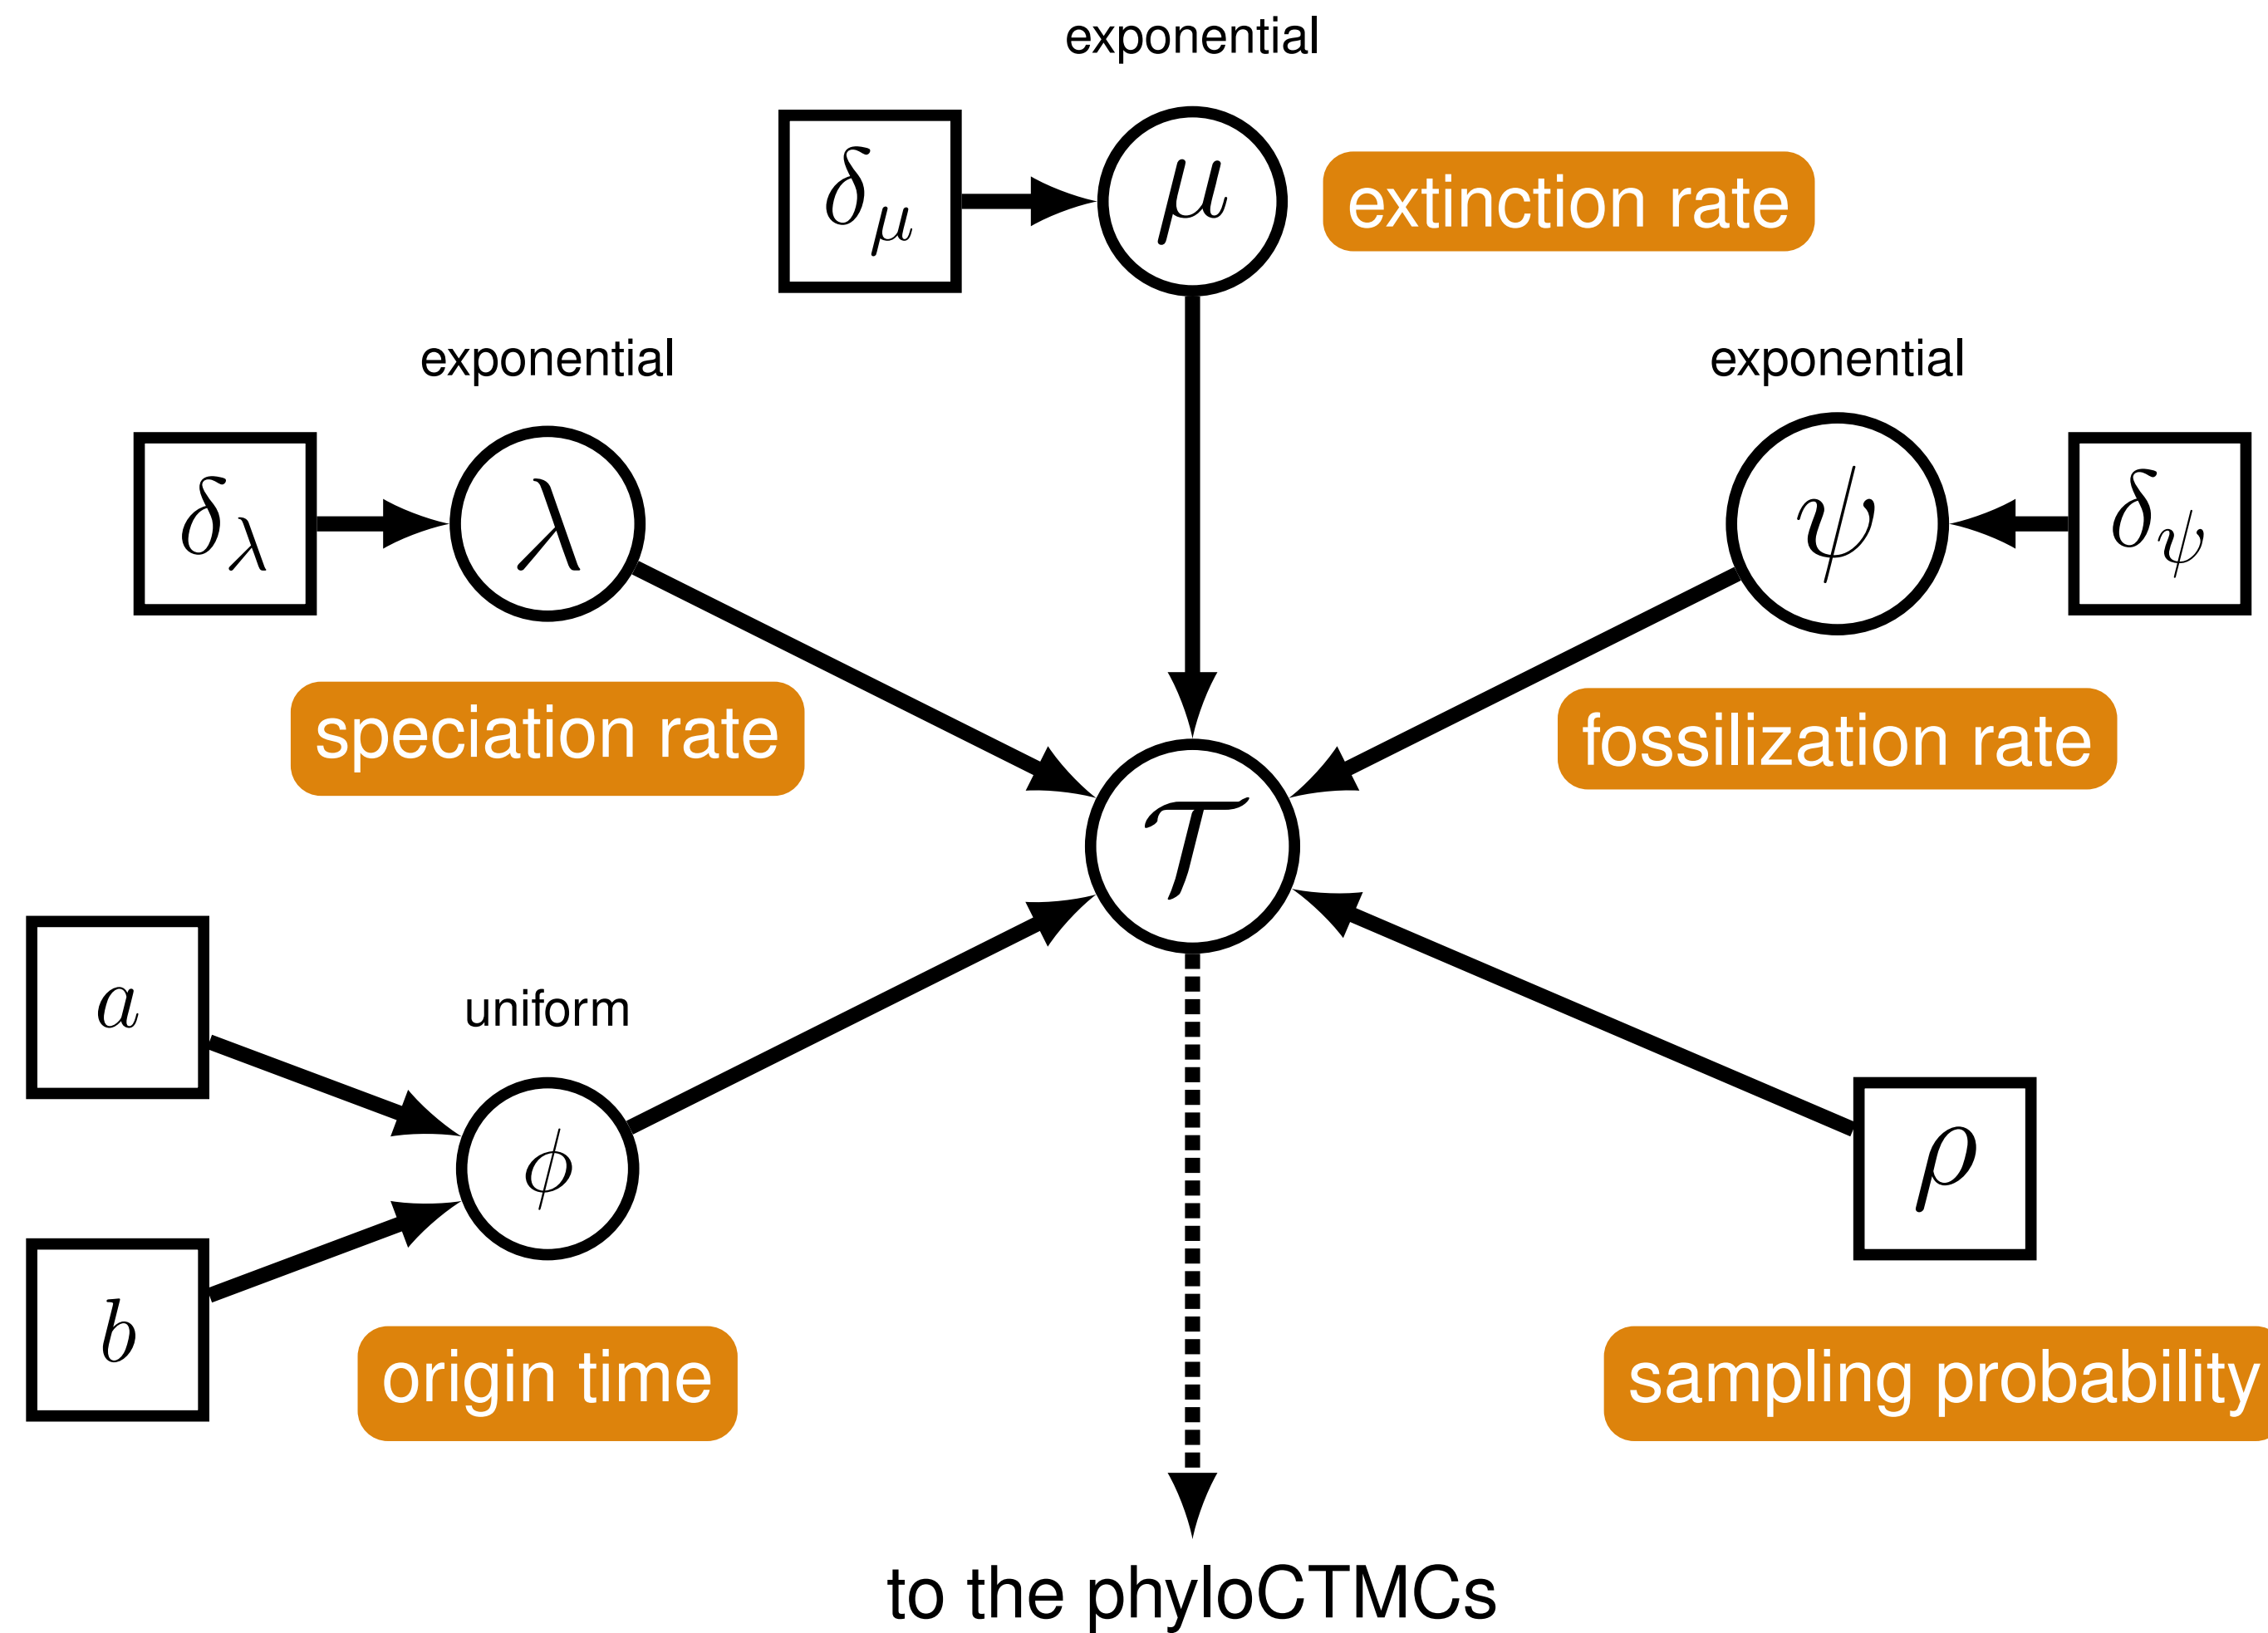 exponential
δμ
μ
extinction rate
exponential
exponential
δλ
λ
ψ
δψ
speciation rate
fossilization rate
𝒯
a
uniform
ϕ
ρ
b
origin time
sampling probability
to the phyloCTMCs